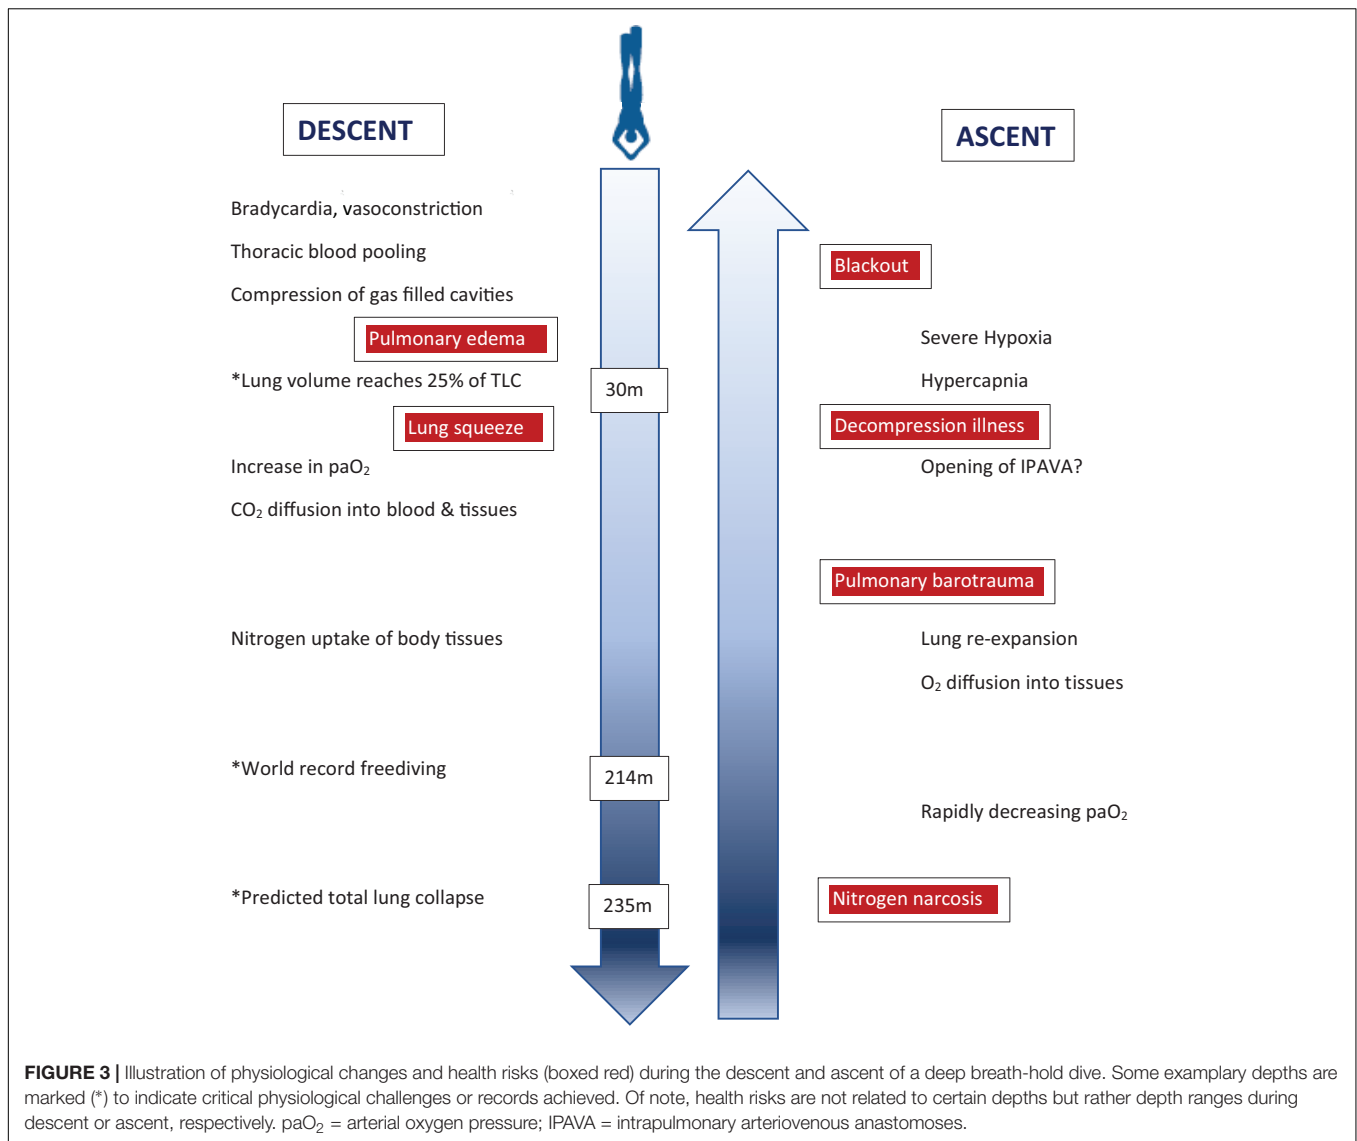 DESCENT
Bradycardia, vasoconstriction
Thoracic blood pooling
Compression of gas filled cavities
Pulmonary edema
*Lung volume reaches 25% of TLC
30m
Lung squeeze
Increase in paO₂
CO₂ diffusion into blood & tissues
Nitrogen uptake of body tissues
*World record freediving
214m
*Predicted total lung collapse
235m
ASCENT
Blackout
Severe Hypoxia
Hypercapnia
Decompression illness
Opening of IPAVA?
Pulmonary barotrauma
Lung re-expansion
O₂ diffusion into tissues
Rapidly decreasing paO₂
Nitrogen narcosis
FIGURE 3 | Illustration of physiological changes and health risks (boxed red) during the descent and ascent of a deep breath-hold dive. Some examplary depths are
marked (*) to indicate critical physiological challenges or records achieved. Of note, health risks are not related to certain depths but rather depth ranges during
descent or ascent, respectively. paO₂ = arterial oxygen pressure; IPAVA = intrapulmonary arteriovenous anastomoses.